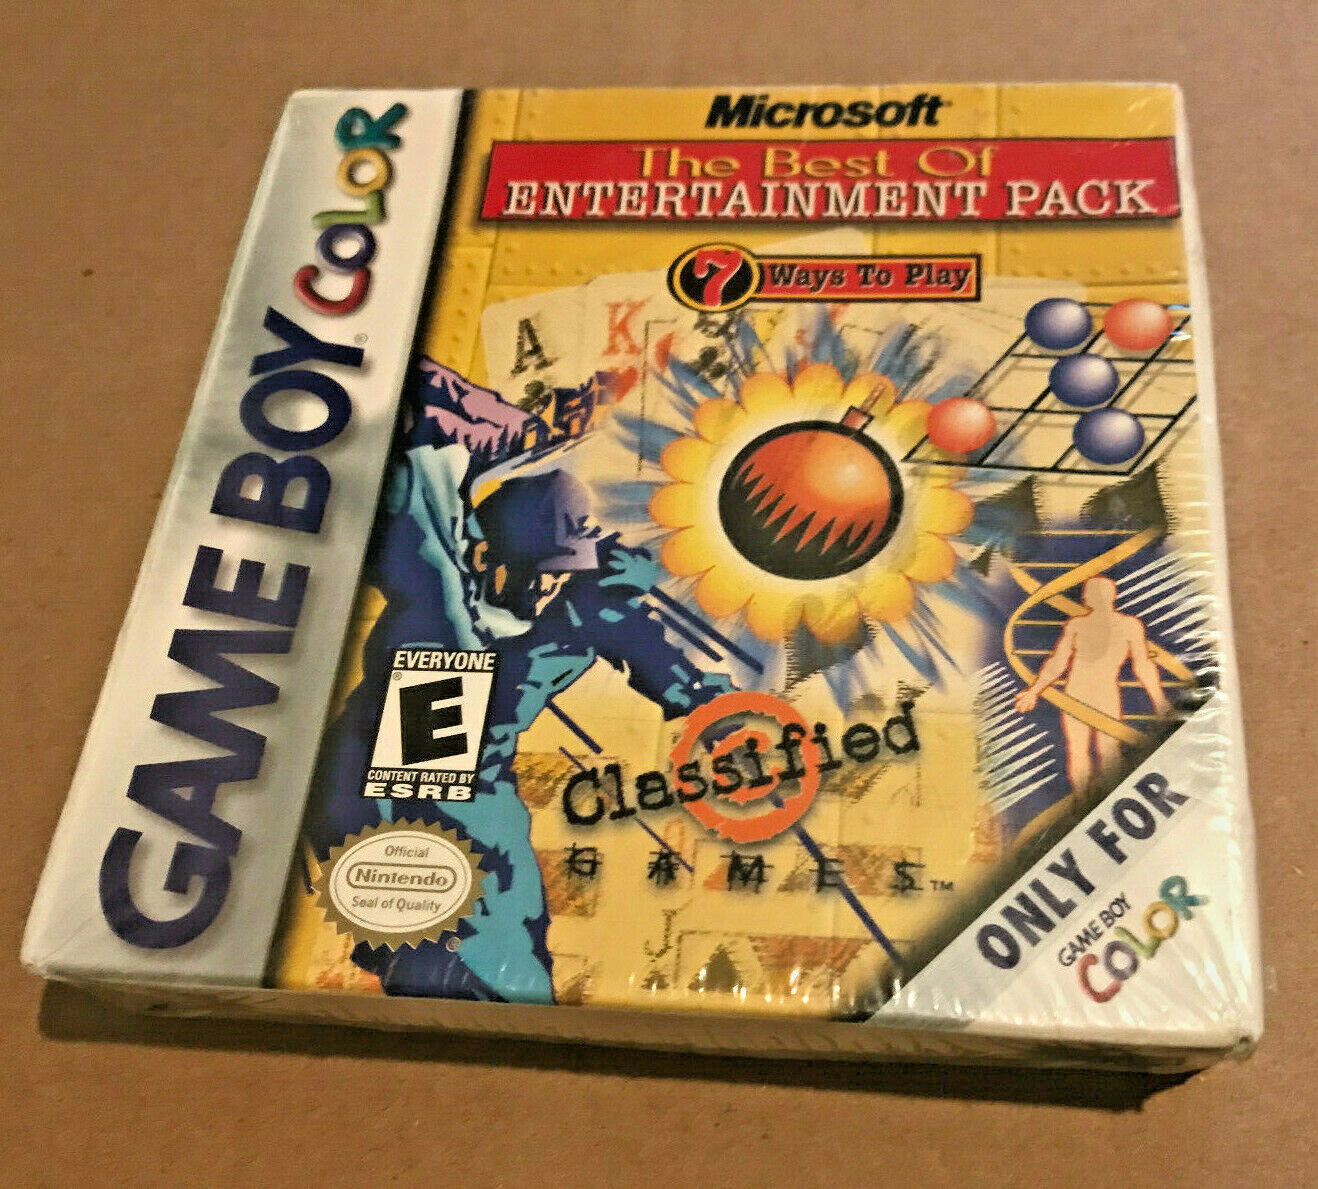 GAME BOY COLOR
Microsoft
The Best Of
ENTERTAINMENT PACK
7 Ways To Play
A K
EVERYONE
E
CONTENT RATED BY
ESRB
Official
Nintendo
Seal of Quality
Classified
GAMES™
J
ONLY FOR
GAME BOY
COLOR